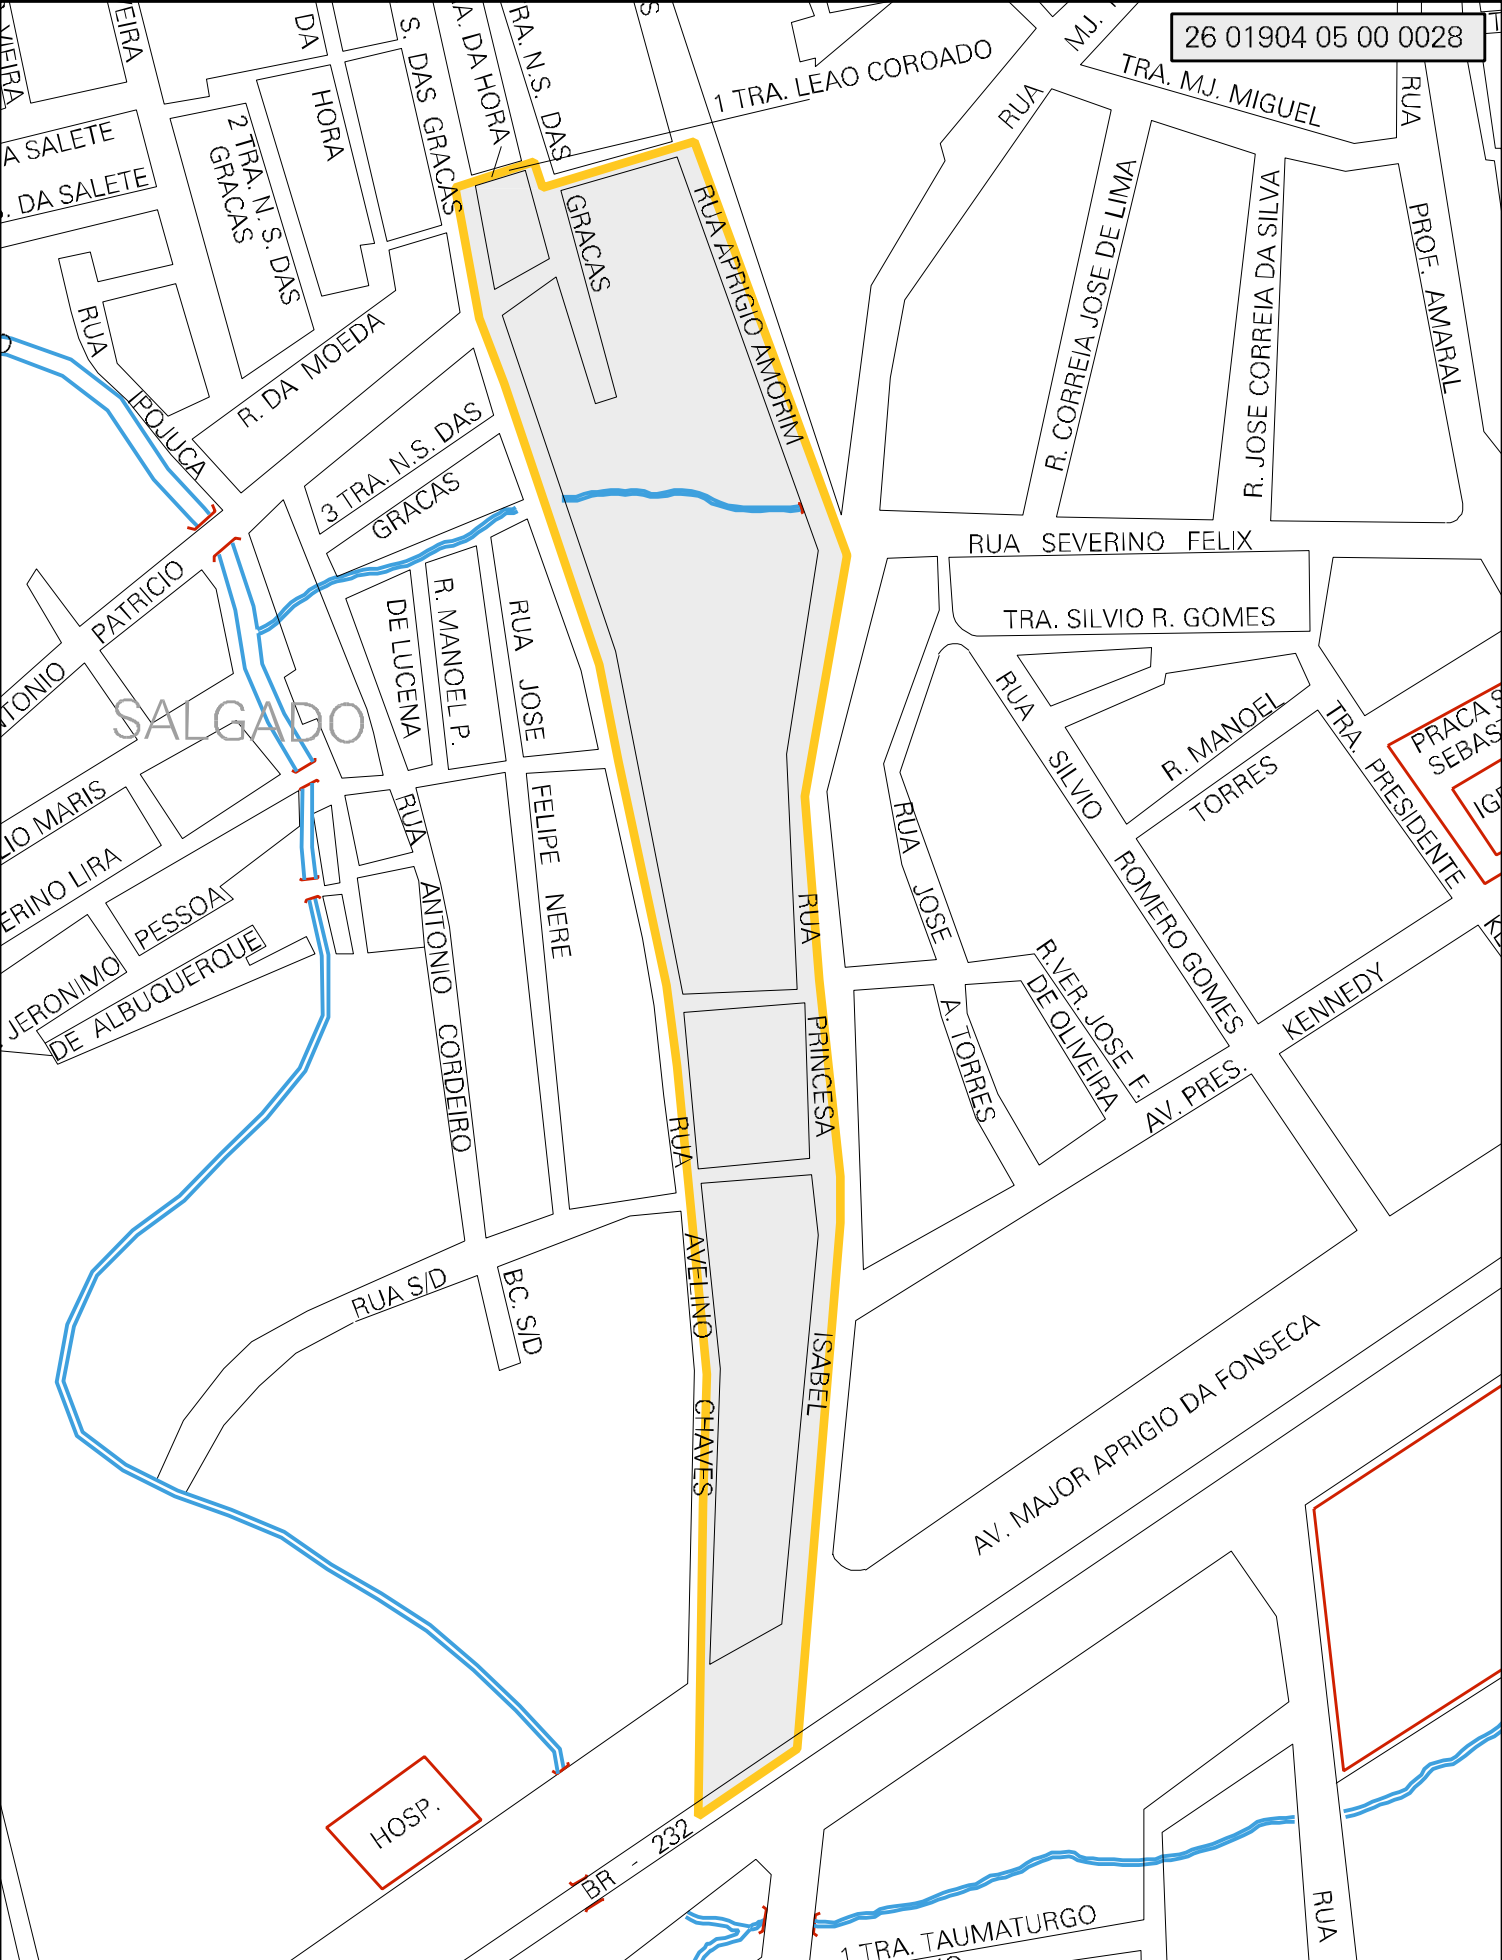 26 01904 05 00 0028
VIEIRA
EIRA
DA
HORA
S. DAS GRACAS
A. DA HORA
RA. N.S. DAS
GRACAS
S
1 TRA. LEAO COROADO
MJ.
TRA. MJ. MIGUEL
RUA
RUA
PROF. AMARAL
A SALETE
. DA SALETE
2 TRA. N. S. DAS
GRACAS
RUA
IPOJUCA
R. DA MOEDA
3 TRA. N.S. DAS
GRACAS
RUA APRIGIO AMORIM
R. CORREIA JOSE DE LIMA
R. JOSE CORREIA DA SILVA
RUA SEVERINO FELIX
TRA. SILVIO R. GOMES
PATRICIO
NTONIO
SALGADO
DE LUCENA
R. MANOEL P.
RUA JOSE
FELIPE NERE
RUA
SILVIO
ROMERO GOMES
R. MANOEL
TORRES
TRA. PRESIDENTE
PRACA S
SEBAS
IG
LIO MARIS
ERINO LIRA
PESSOA
JERONIMO
DE ALBUQUERQUE
RUA
ANTONIO CORDEIRO
RUA JOSE
A. TORRES
R.VER. JOSE F.
DE OLIVEIRA
AV. PRES.
KENNEDY
RUA
PRINCESA
ISABEL
RUA
AVELINO
CHAVES
RUA S/D
BC. S/D
AV. MAJOR APRIGIO DA FONSECA
HOSP.
BR - 232
1 TRA. TAUMATURGO
RUA